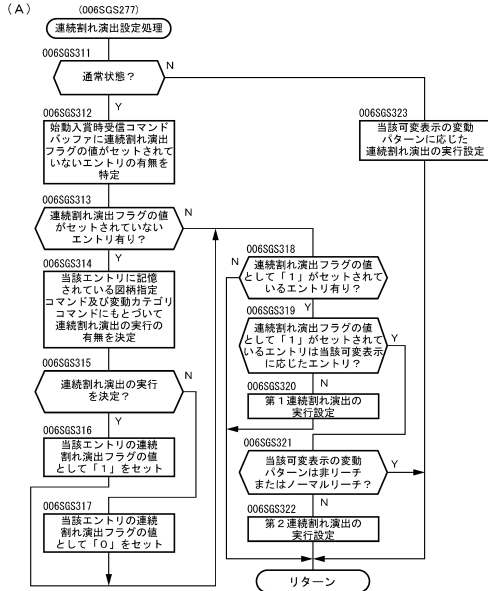 (A)
(006SGS277)
連続割れ演出設定処理
006SGS311
通常状態？
N
Y
006SGS312
始動入賞時受信コマンド
バッファに連続割れ演出
フラグの値がセットされて
いないエントリの有無を
特定
006SGS313
連続割れ演出フラグの値
がセットされていない
エントリ有り？
N
Y
006SGS314
当該エントリに記憶
されている図柄指定
コマンド及び変動カテゴリ
コマンドにもとづいて
連続割れ演出の実行の
有無を決定
006SGS315
連続割れ演出の実行
を決定？
N
Y
006SGS316
当該エントリの連続
割れ演出フラグの値
として「１」をセット
006SGS317
当該エントリの連続
割れ演出フラグの値
として「０」をセット
006SGS318
連続割れ演出フラグの値
として「１」がセットされて
いるエントリ有り？
N
Y
006SGS319
連続割れ演出フラグの値
として「１」がセットされて
いるエントリは当該可変表示
に応じたエントリ？
Y
N
006SGS320
第１連続割れ演出の
実行設定
006SGS321
当該可変表示の変動
パターンは非リーチ
またはノーマルリーチ？
Y
N
006SGS322
第２連続割れ演出の
実行設定
006SGS323
当該可変表示の変動
パターンに応じた
連続割れ演出の実行設定
リターン